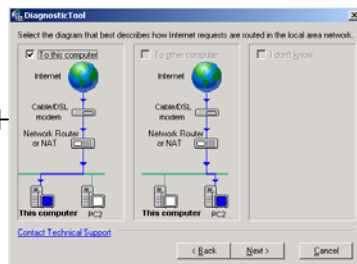 DiagnosticTool
Select the diagram that best describes how Internet requests are routed in the local area network.
To this computer
To other computer
I don't know
Internet
Internet
Cable/DSL
modem
Cable/DSL
modem
Network Router
or NAT
Network Router
or NAT
This computer PC2
This computer PC2
Contact Technical Support
< Back Next > Cancel